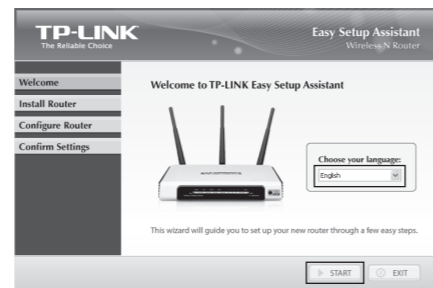 TP-LINK
The Reliable Choice
Easy Setup Assistant
Wireless N Router
Welcome
Install Router
Configure Router
Confirm Settings
Welcome to TP-LINK Easy Setup Assistant
Choose your language:
English
This wizard will guide you to set up your new router through a few easy steps.
START
EXIT